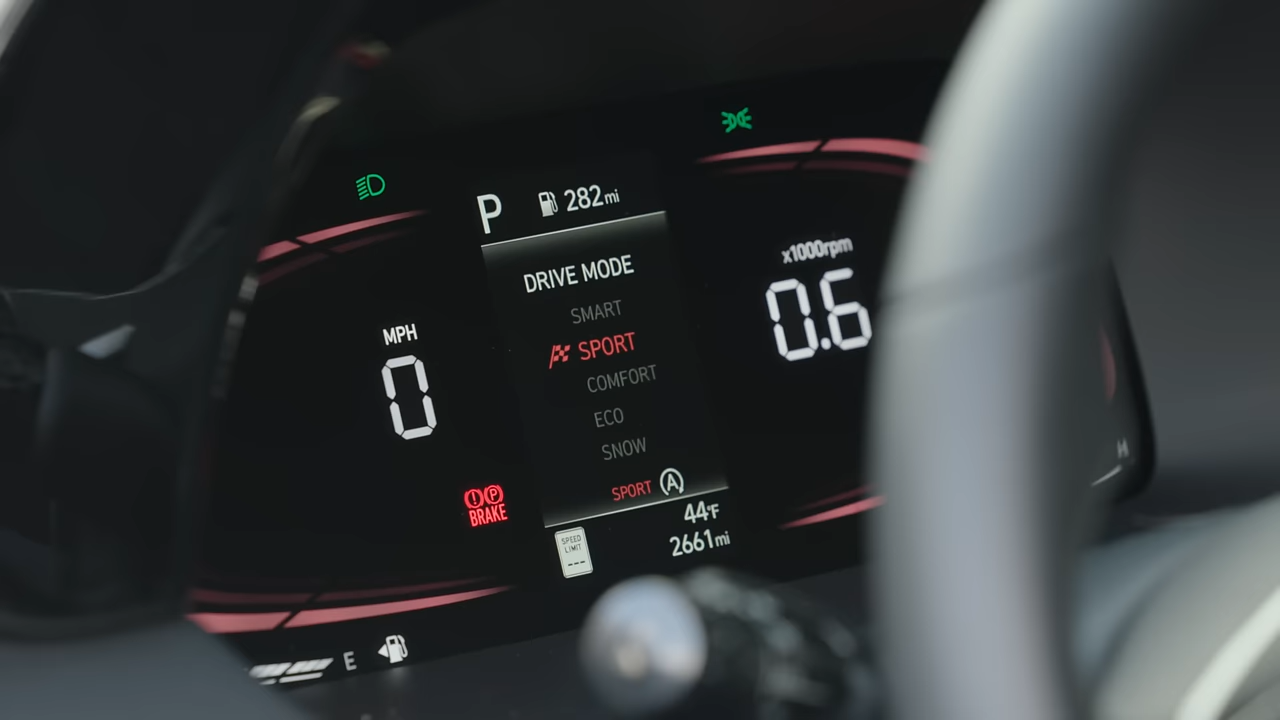 P 282mi
DRIVE MODE
SMART
SPORT
COMFORT
ECO
SNOW
SPORT A
MPH
0
x1000rpm
0.6
P
BRAKE
SPEED
LIMIT
---
44°F
2661mi
E
H